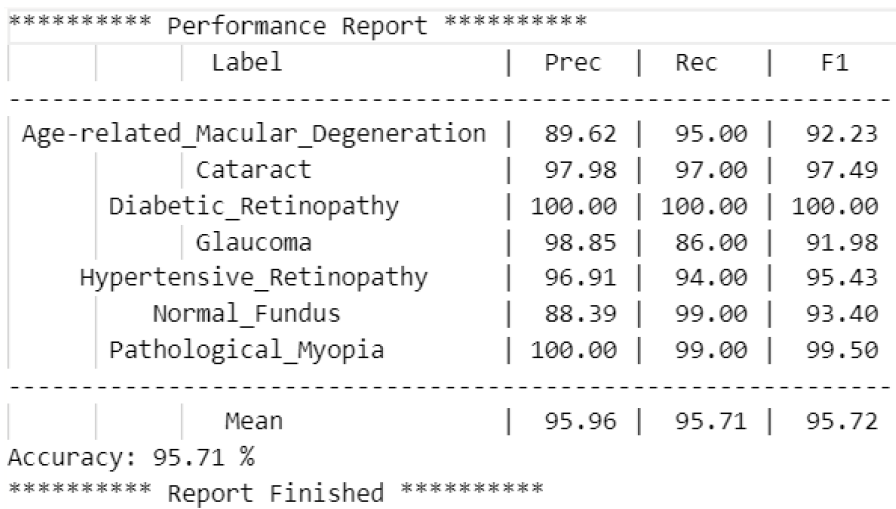 ********** Performance Report **********
Label | Prec | Rec | F1
-------------------------------------------------------------
Age-related_Macular_Degeneration | 89.62 | 95.00 | 92.23
Cataract | 97.98 | 97.00 | 97.49
Diabetic_Retinopathy | 100.00 | 100.00 | 100.00
Glaucoma | 98.85 | 86.00 | 91.98
Hypertensive_Retinopathy | 96.91 | 94.00 | 95.43
Normal_Fundus | 88.39 | 99.00 | 93.40
Pathological_Myopia | 100.00 | 99.00 | 99.50
-------------------------------------------------------------
Mean | 95.96 | 95.71 | 95.72
Accuracy: 95.71 %
********** Report Finished **********